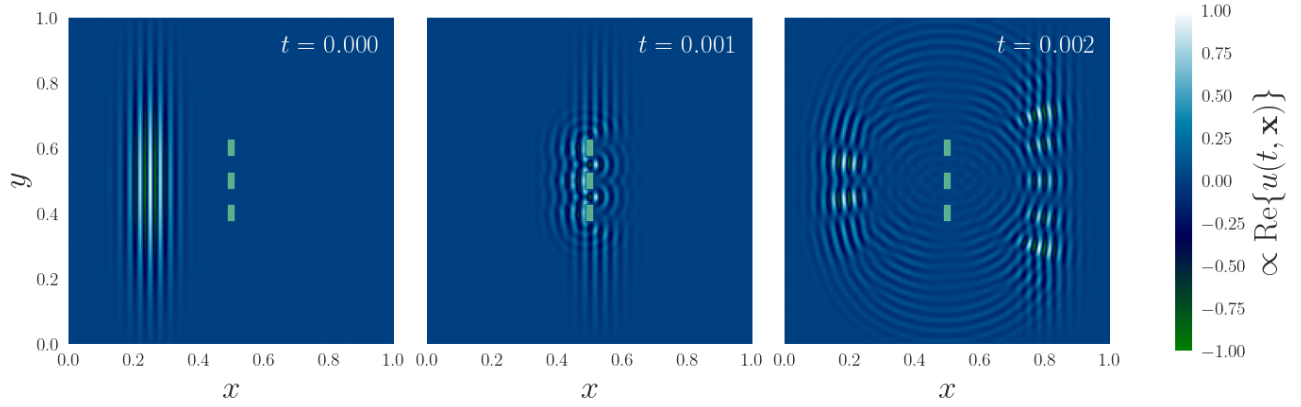 t = 0.000
t = 0.001
t = 0.002
1.0
0.8
0.6
0.4
0.2
0.0
y
0.0 0.2 0.4 0.6 0.8 1.0
x
0.0 0.2 0.4 0.6 0.8 1.0
x
0.0 0.2 0.4 0.6 0.8 1.0
x
1.00
0.75
0.50
0.25
0.00
−0.25
−0.50
−0.75
−1.00
∝ Re{u(t, x)}